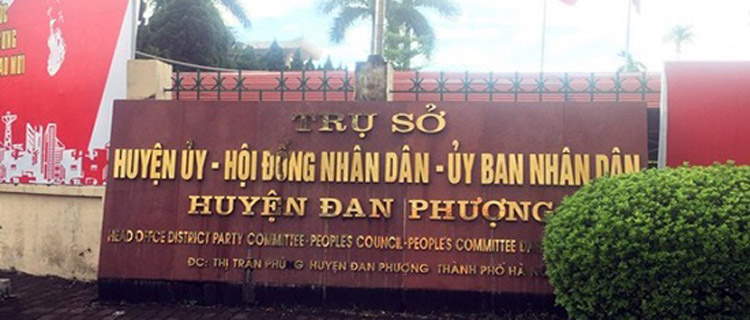 TRỤ SỞ
HUYỆN ỦY - HỘI ĐỒNG NHÂN DÂN - ỦY BAN NHÂN DÂN
HUYỆN ĐAN PHƯỢNG
HEAD OFFICE DISTRICT PARTY COMMITTEE-PEOPLE'S COUNCIL-PEOPLE'S COMMITTEE
ĐC: THỊ TRẤN PHÙNG HUYỆN ĐAN PHƯỢNG THÀNH PHỐ HÀ